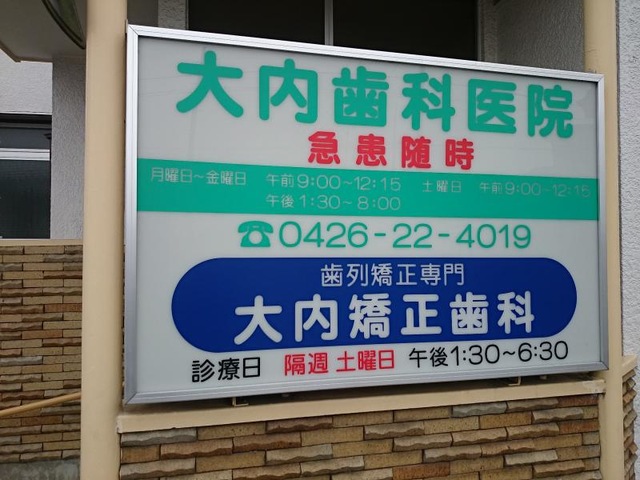 大内歯科医院
急患随時
月曜日〜金曜日 午前9:00〜12:15 土曜日 午前9:00〜12:15
午後1:30〜8:00
☎0426-22-4019
歯列矯正専門
大内矯正歯科
診療日 隔週 土曜日 午後1:30〜6:30